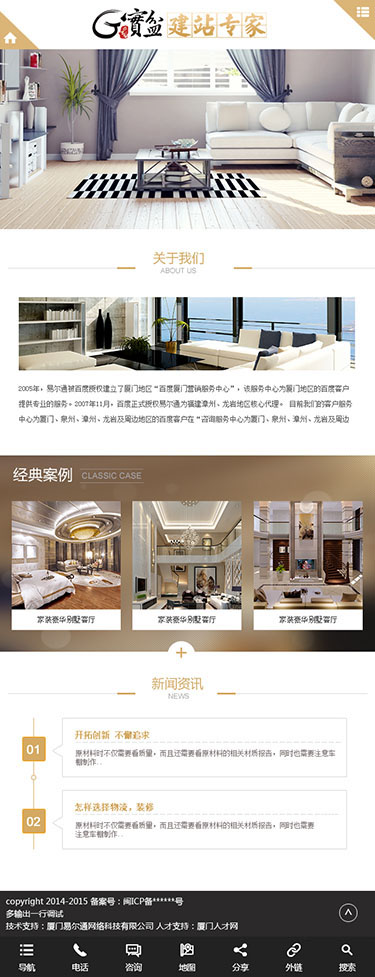 G寶盆 建站专家
关于我们
ABOUT US
2005年，易尔通被百度授权建立了厦门地区“百度厦门营销服务中心”，该服务中心为厦门地区的百度客户
提供专业的服务。2007年11月，百度正式授权易尔通为福建漳州、龙岩地区核心代理。 目前我们的客户服务
中心为厦门、泉州、漳州、龙岩及周边地区的百度客户在“咨询服务中心为厦门、泉州、漳州、龙岩及周边
经典案例 CLASSIC CASE
家装豪华别墅客厅 家装豪华别墅客厅 家装豪华别墅客厅
新闻资讯
NEWS
01
开拓创新 不懈追求
原材料时不仅需要看质量，而且还需要看原材料的相关材质报告，同时也需要注意车
棚制作..
02
怎样选择物流，装修
原材料时不仅需要看质量，而且还需要看原材料的相关材质报告，同时也需要
注意车棚制作..
copyright 2014-2015 备案号：闽ICP备******号
多输出一行调试
技术支持：厦门易尔通网络科技有限公司 人才支持：厦门人才网
导航 电话 咨询 地图 分享 外链 搜索